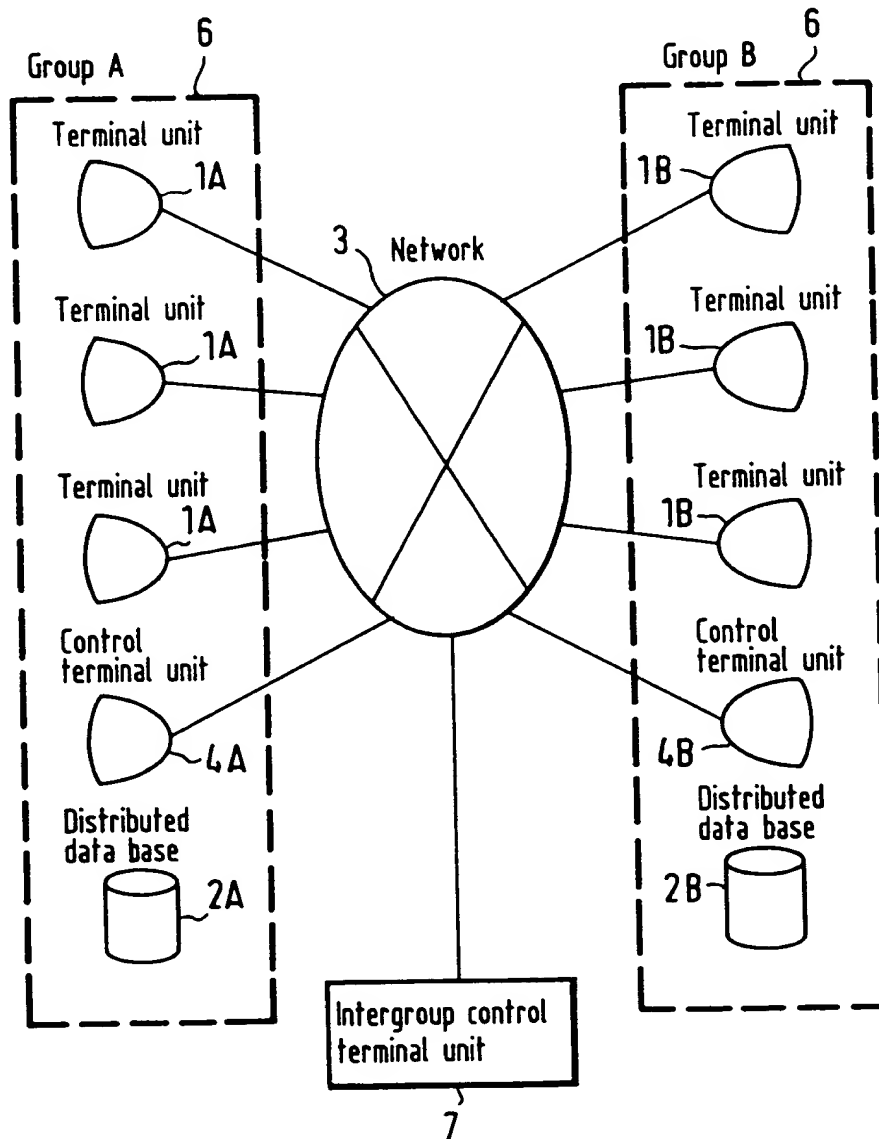 6
Group A
Terminal unit
1A
Terminal unit
1A
Terminal unit
1A
Control
terminal unit
4A
Distributed
data base
2A
3
Network
Intergroup control
terminal unit
7
6
Group B
Terminal unit
1B
Terminal unit
1B
Terminal unit
1B
Control
terminal unit
4B
Distributed
data base
2B